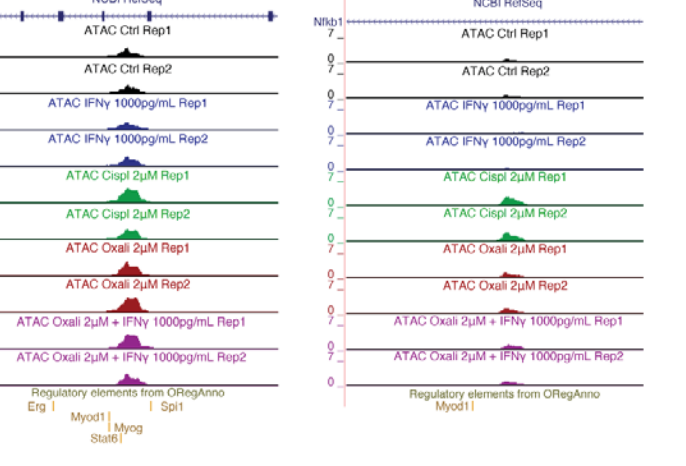 NCBI RefSeq
ATAC Ctrl Rep1
ATAC Ctrl Rep2
ATAC IFNγ 1000pg/mL Rep1
ATAC IFNγ 1000pg/mL Rep2
ATAC Cispl 2μM Rep1
ATAC Cispl 2μM Rep2
ATAC Oxali 2μM Rep1
ATAC Oxali 2μM Rep2
ATAC Oxali 2μM + IFNγ 1000pg/mL Rep1
ATAC Oxali 2μM + IFNγ 1000pg/mL Rep2
Regulatory elements from ORegAnno
Erg
Spi1
Myod1
Myog
Stat6
NCBI RefSeq
Nfkb1
7
ATAC Ctrl Rep1
0
7
ATAC Ctrl Rep2
0
7
ATAC IFNγ 1000pg/mL Rep1
0
7
ATAC IFNγ 1000pg/mL Rep2
0
7
ATAC Cispl 2μM Rep1
0
7
ATAC Cispl 2μM Rep2
0
7
ATAC Oxali 2μM Rep1
0
7
ATAC Oxali 2μM Rep2
0
7
ATAC Oxali 2μM + IFNγ 1000pg/mL Rep1
0
7
ATAC Oxali 2μM + IFNγ 1000pg/mL Rep2
0
Regulatory elements from ORegAnno
Myod1